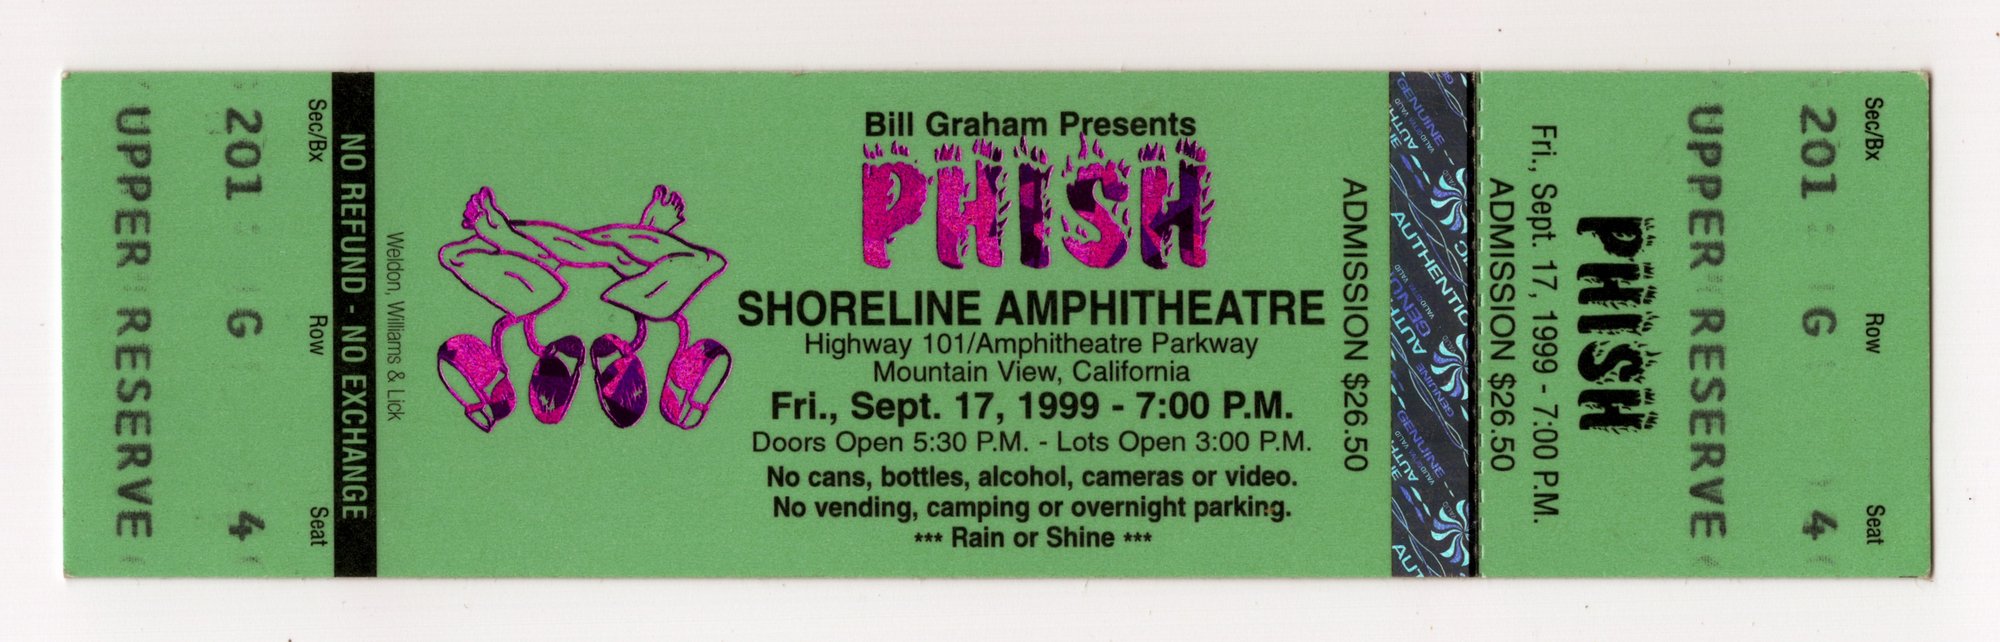 Sec/Bx Row Seat
201 G 4
UPPER RESERVE
NO REFUND - NO EXCHANGE
Weldon, Williams & Lick
Bill Graham Presents
PHISH
SHORELINE AMPHITHEATRE
Highway 101/Amphitheatre Parkway
Mountain View, California
Fri., Sept. 17, 1999 - 7:00 P.M.
Doors Open 5:30 P.M. - Lots Open 3:00 P.M.
No cans, bottles, alcohol, cameras or video.
No vending, camping or overnight parking.
*** Rain or Shine ***
ADMISSION $26.50
GENUINE
AUTHENTIC
GENUINE
GENUINE
PHISH
Fri., Sept. 17, 1999 - 7:00 P.M.
ADMISSION $26.50
Sec/Bx Row Seat
201 G 4
UPPER RESERVE